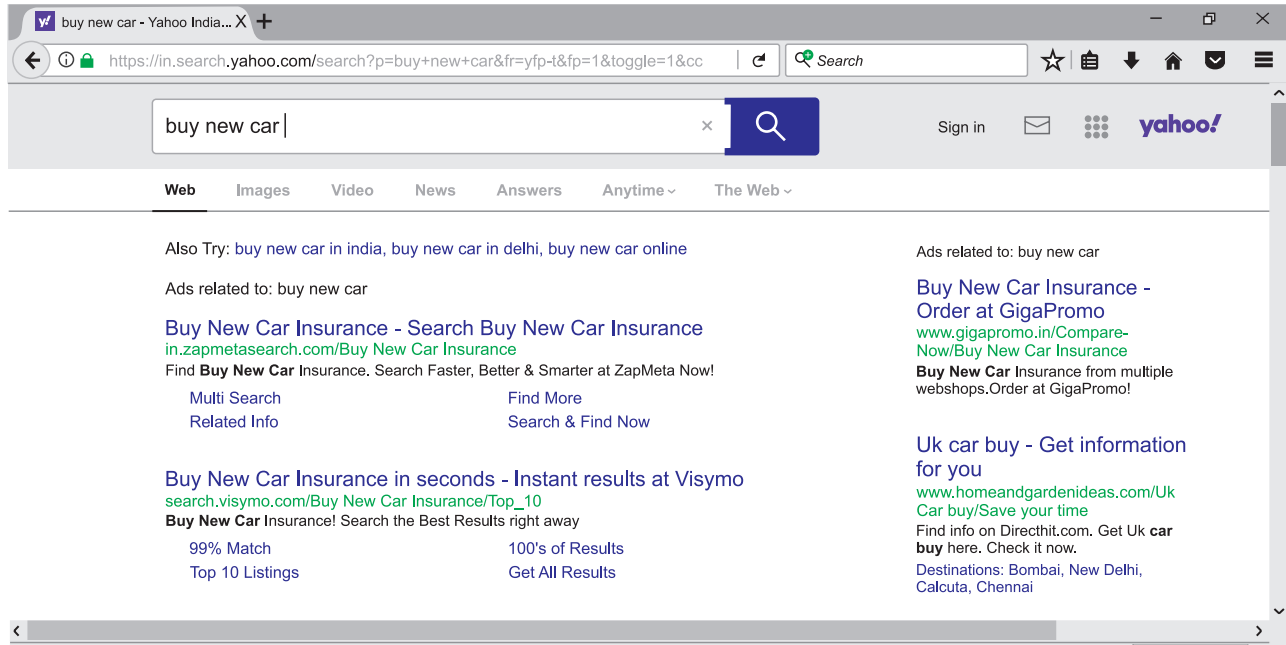 buy new car - Yahoo India... X +
https://in.search.yahoo.com/search?p=buy+new+car&fr=yfp-t&fp=1&toggle=1&cc
Search
buy new car
×
Sign in
yahoo!
Web Images Video News Answers Anytime The Web
Also Try: buy new car in india, buy new car in delhi, buy new car online
Ads related to: buy new car
Buy New Car Insurance - Search Buy New Car Insurance
in.zapmetasearch.com/Buy New Car Insurance
Find Buy New Car Insurance. Search Faster, Better & Smarter at ZapMeta Now!
Multi Search Find More
Related Info Search & Find Now
Buy New Car Insurance in seconds - Instant results at Visymo
search.visymo.com/Buy New Car Insurance/Top_10
Buy New Car Insurance! Search the Best Results right away
99% Match 100's of Results
Top 10 Listings Get All Results
Ads related to: buy new car
Buy New Car Insurance -
Order at GigaPromo
www.gigapromo.in/Compare-
Now/Buy New Car Insurance
Buy New Car Insurance from multiple
webshops.Order at GigaPromo!
Uk car buy - Get information
for you
www.homeandgardenideas.com/Uk
Car buy/Save your time
Find info on Directhit.com. Get Uk car
buy here. Check it now.
Destinations: Bombai, New Delhi,
Calcuta, Chennai